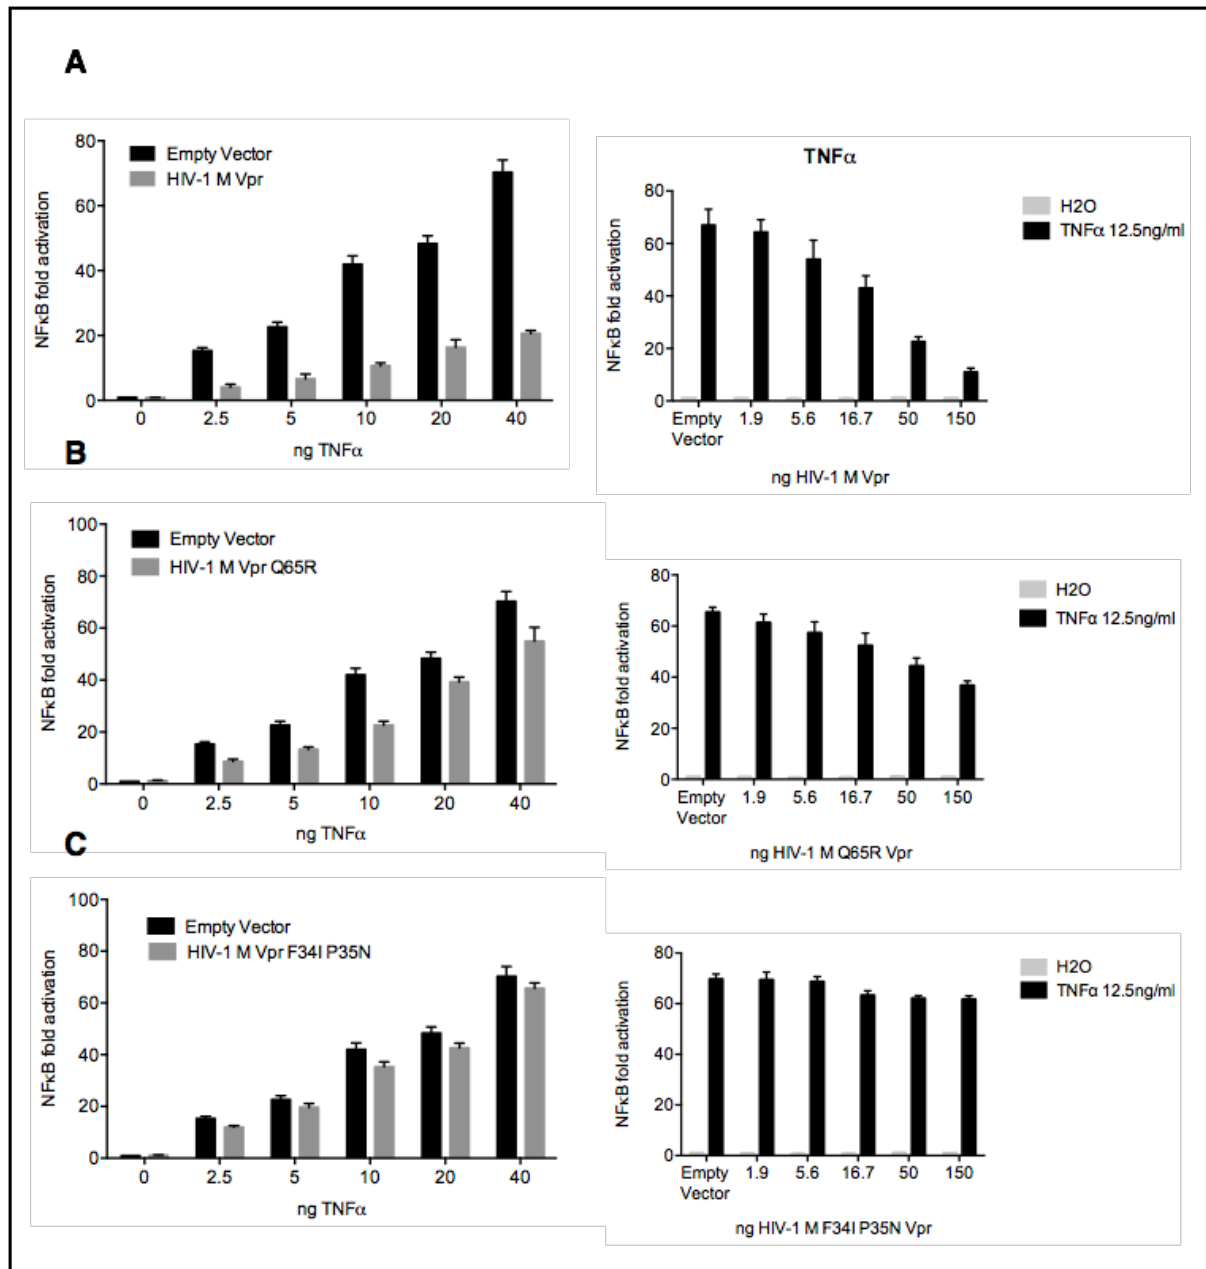 A
80
60
40
20
0
NFκB fold activation
Empty Vector
HIV-1 M Vpr
0 2.5 5 10 20 40
ng TNFα
TNFα
80
60
40
20
0
NFκB fold activation
H2O
TNFα 12.5ng/ml
Empty Vector 1.9 5.6 16.7 50 150
ng HIV-1 M Vpr
B
100
80
60
40
20
0
NFκB fold activation
Empty Vector
HIV-1 M Vpr Q65R
0 2.5 5 10 20 40
ng TNFα
80
60
40
20
0
NFκB fold activation
H2O
TNFα 12.5ng/ml
Empty Vector 1.9 5.6 16.7 50 150
ng HIV-1 M Q65R Vpr
C
100
80
60
40
20
0
NFκB fold activation
Empty Vector
HIV-1 M Vpr F34I P35N
0 2.5 5 10 20 40
ng TNFα
80
60
40
20
0
NFκB fold activation
H2O
TNFα 12.5ng/ml
Empty Vector 1.9 5.6 16.7 50 150
ng HIV-1 M F34I P35N Vpr